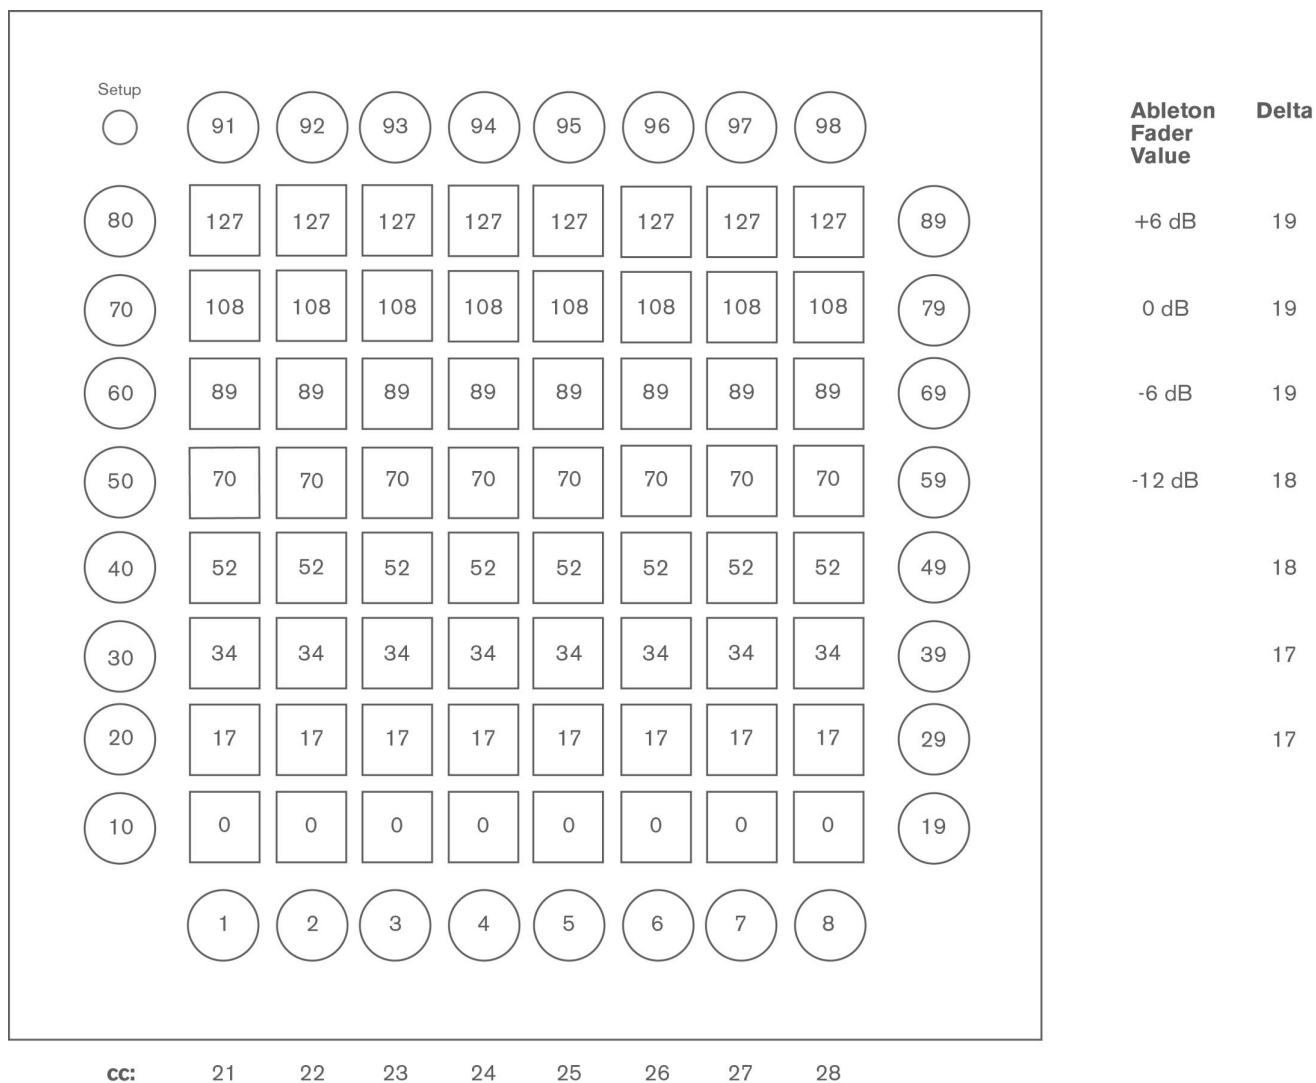 Setup
91 92 93 94 95 96 97 98
Ableton Fader Value Delta
80 127 127 127 127 127 127 127 127 89 +6 dB 19
70 108 108 108 108 108 108 108 108 79 0 dB 19
60 89 89 89 89 89 89 89 89 69 -6 dB 19
50 70 70 70 70 70 70 70 70 59 -12 dB 18
40 52 52 52 52 52 52 52 52 49 18
30 34 34 34 34 34 34 34 34 39 17
20 17 17 17 17 17 17 17 17 29 17
10 0 0 0 0 0 0 0 0 19
1 2 3 4 5 6 7 8
cc: 21 22 23 24 25 26 27 28